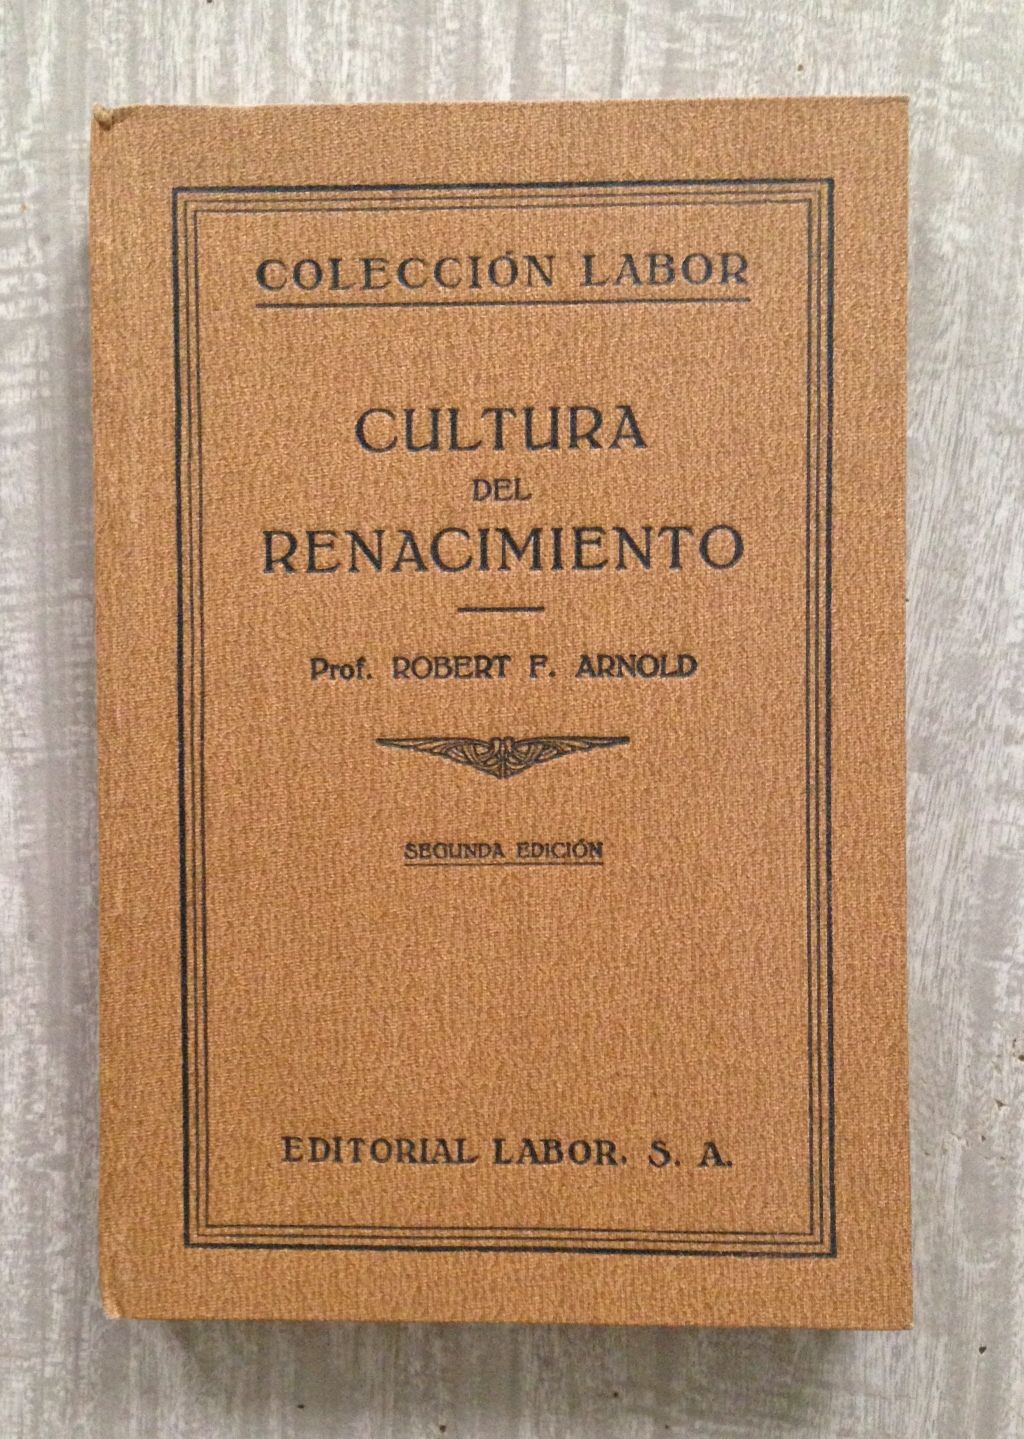 COLECCIÓN LABOR
CULTURA
DEL
RENACIMIENTO
Prof. ROBERT F. ARNOLD
SEGUNDA EDICIÓN
EDITORIAL LABOR. S. A.